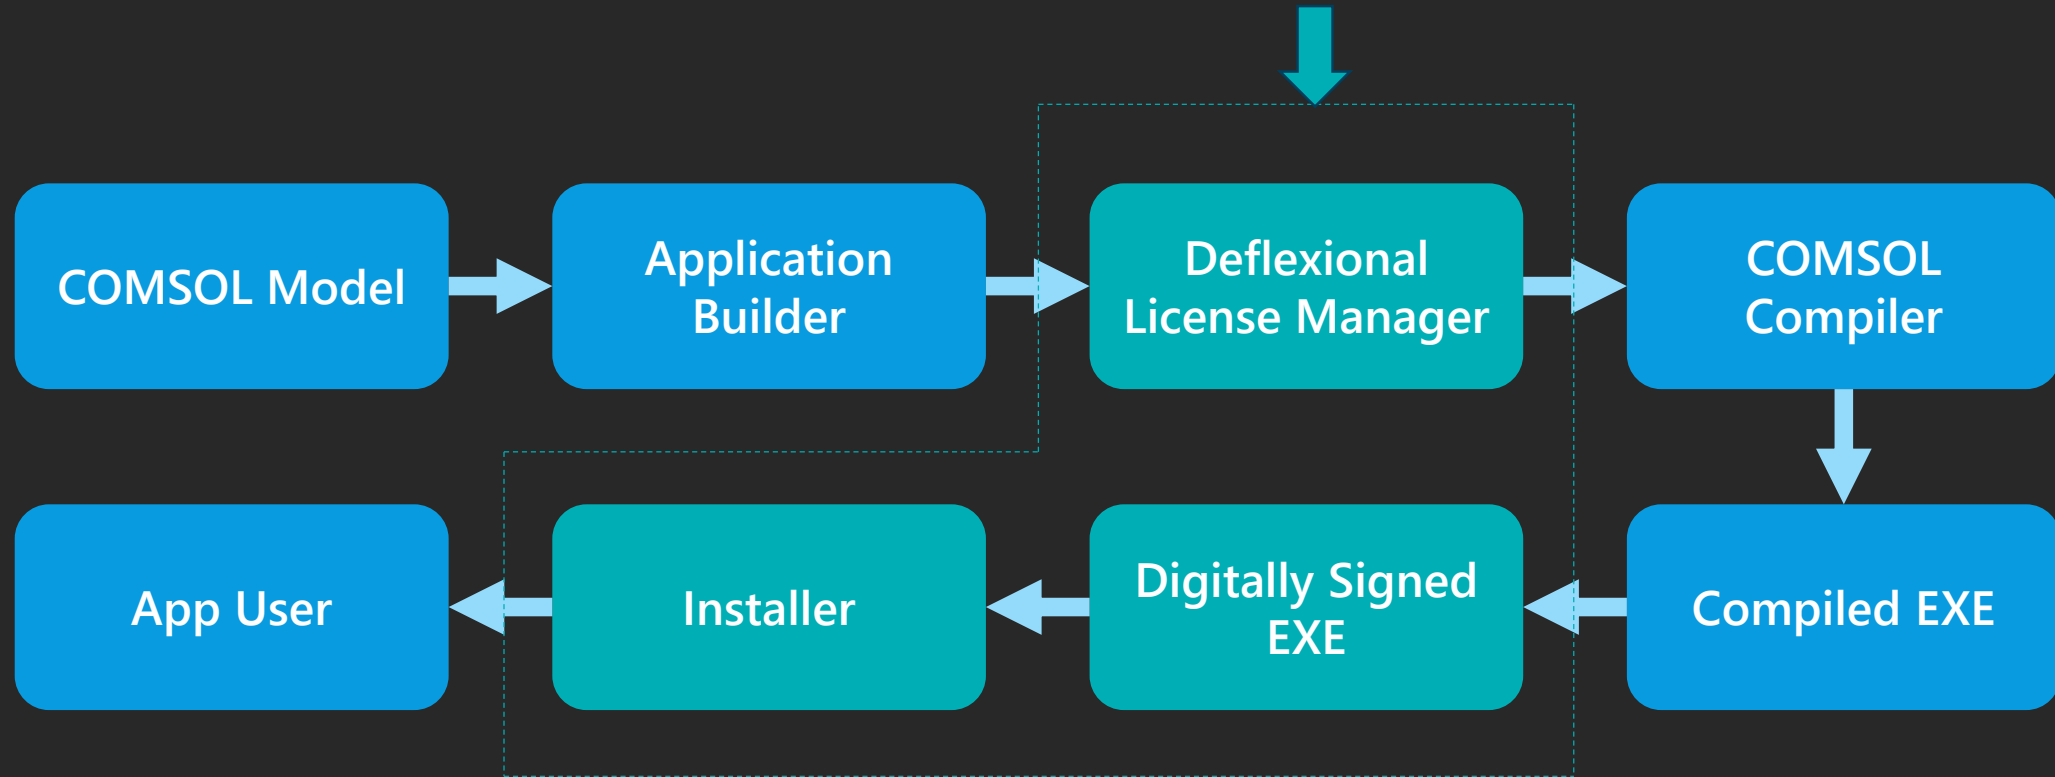 COMSOL Model
Application
Builder
Deflexional
License Manager
COMSOL
Compiler
App User
Installer
Digitally Signed
EXE
Compiled EXE